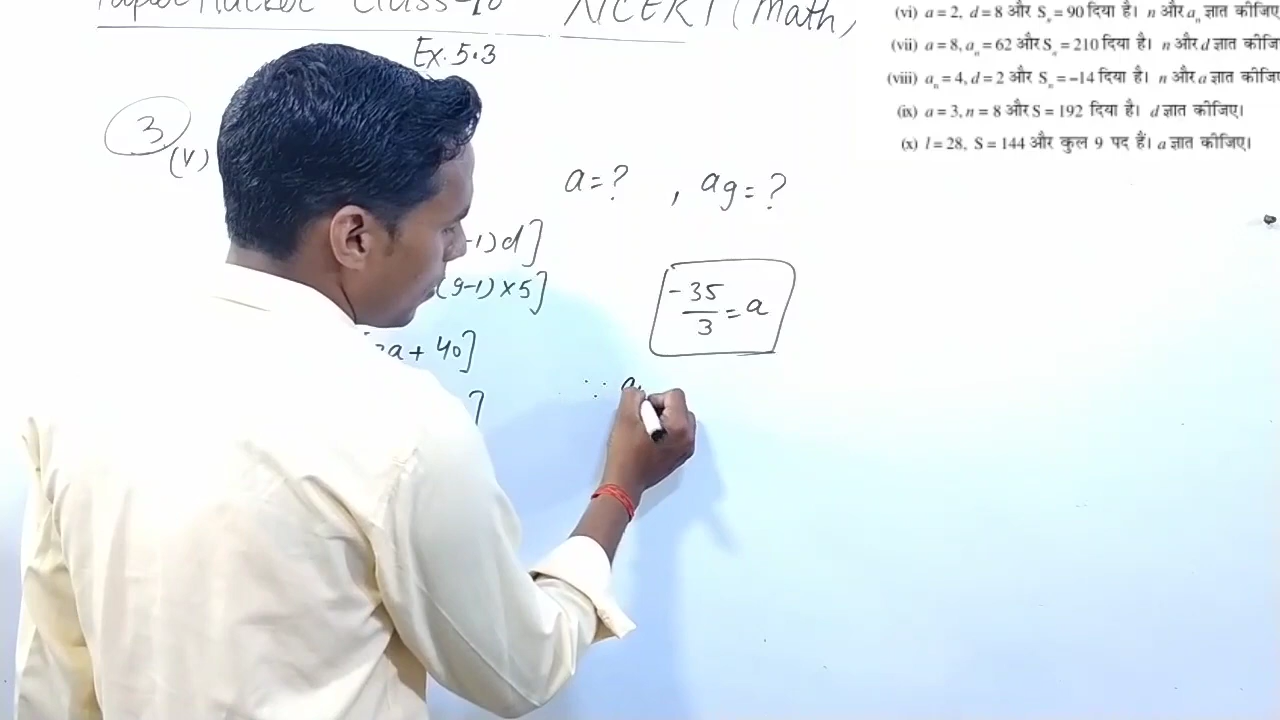 Class-10 NCERT (Math)
Ex. 5.3
3
(v)
a=? , a9=?
-1)d]
(9-1)×5]
a + 40]
]
-35/3 = a
∵ a
(vi) a = 2, d = 8 और Sn = 90 दिया है। n और an ज्ञात कीजिए
(vii) a = 8, an = 62 और Sn = 210 दिया है। n और d ज्ञात कीजि
(viii) an = 4, d = 2 और Sn = –14 दिया है। n और a ज्ञात कीजि
(ix) a = 3, n = 8 और S = 192 दिया है। d ज्ञात कीजिए।
(x) l = 28, S = 144 और कुल 9 पद हैं। a ज्ञात कीजिए।